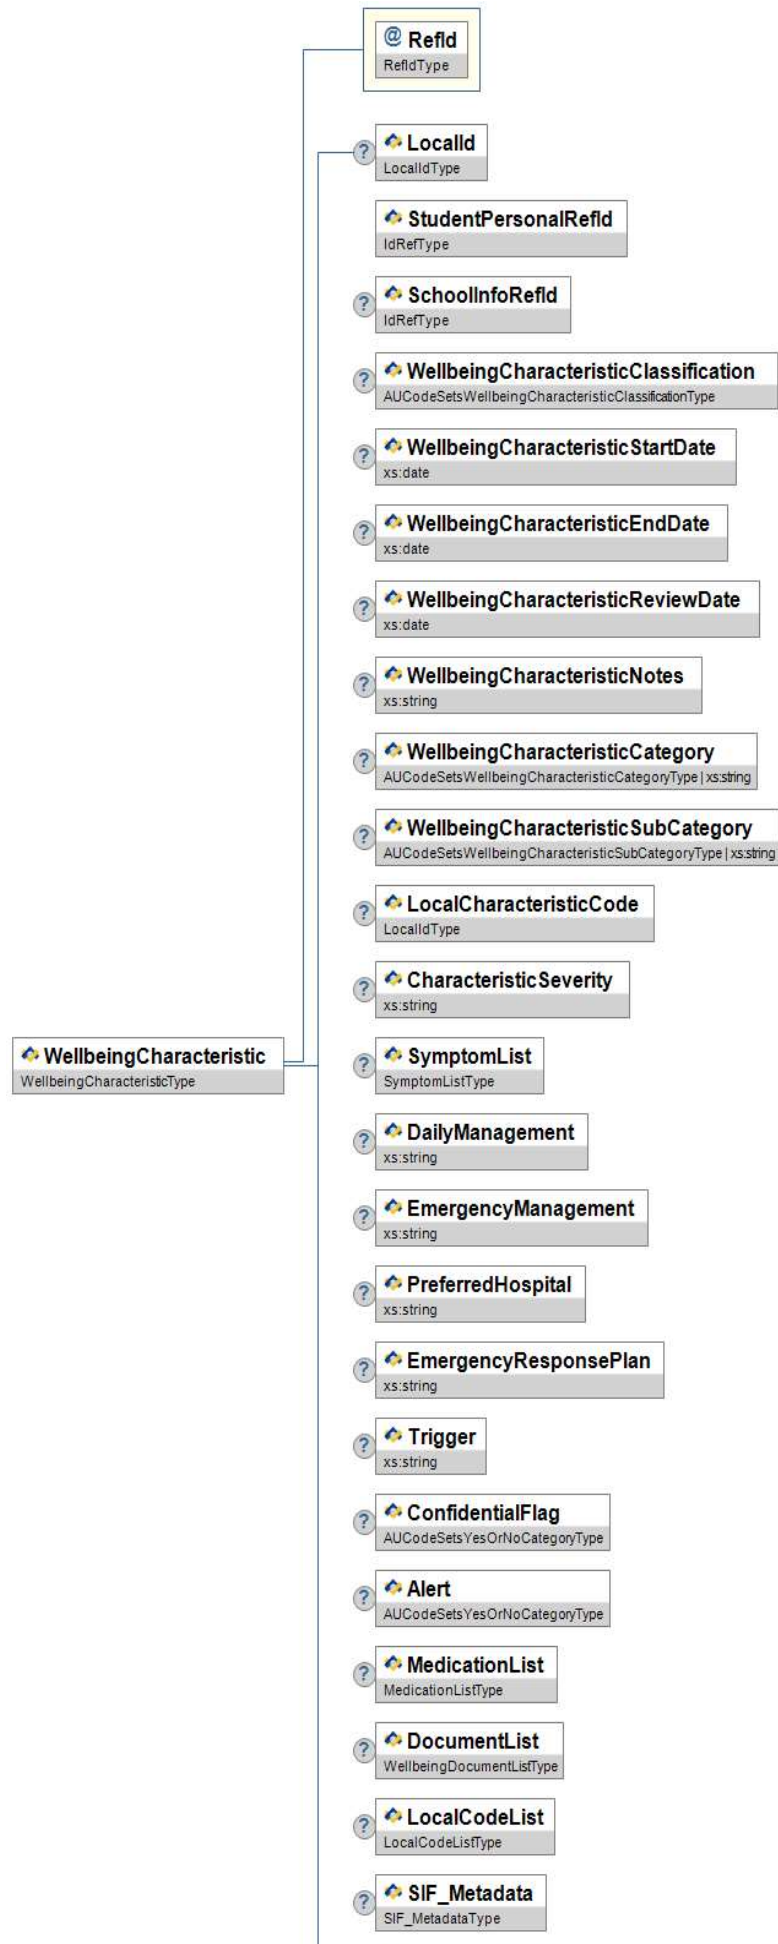 @ RefId
RefIdType
? LocalId
LocalIdType
StudentPersonalRefId
IdRefType
? SchoolInfoRefId
IdRefType
? WellbeingCharacteristicClassification
AUCodeSetsWellbeingCharacteristicClassificationType
? WellbeingCharacteristicStartDate
xs:date
? WellbeingCharacteristicEndDate
xs:date
? WellbeingCharacteristicReviewDate
xs:date
? WellbeingCharacteristicNotes
xs:string
? WellbeingCharacteristicCategory
AUCodeSetsWellbeingCharacteristicCategoryType | xs:string
? WellbeingCharacteristicSubCategory
AUCodeSetsWellbeingCharacteristicSubCategoryType | xs:string
? LocalCharacteristicCode
LocalIdType
? CharacteristicSeverity
xs:string
WellbeingCharacteristic
WellbeingCharacteristicType
? SymptomList
SymptomListType
? DailyManagement
xs:string
? EmergencyManagement
xs:string
? PreferredHospital
xs:string
? EmergencyResponsePlan
xs:string
? Trigger
xs:string
? ConfidentialFlag
AUCodeSetsYesOrNoCategoryType
? Alert
AUCodeSetsYesOrNoCategoryType
? MedicationList
MedicationListType
? DocumentList
WellbeingDocumentListType
? LocalCodeList
LocalCodeListType
? SIF_Metadata
SIF_MetadataType